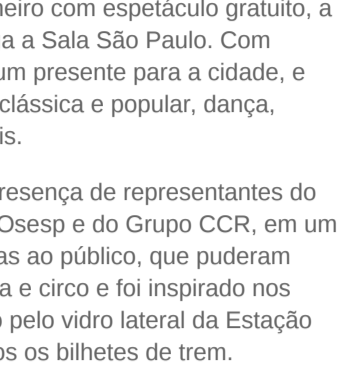 neiro com espetáculo gratuito, a
a a Sala São Paulo. Com
um presente para a cidade, e
clássica e popular, dança,
is.
resença de representantes do
Osesp e do Grupo CCR, em um
as ao público, que puderam
a e circo e foi inspirado nos
o pelo vidro lateral da Estação
os os bilhetes de trem.